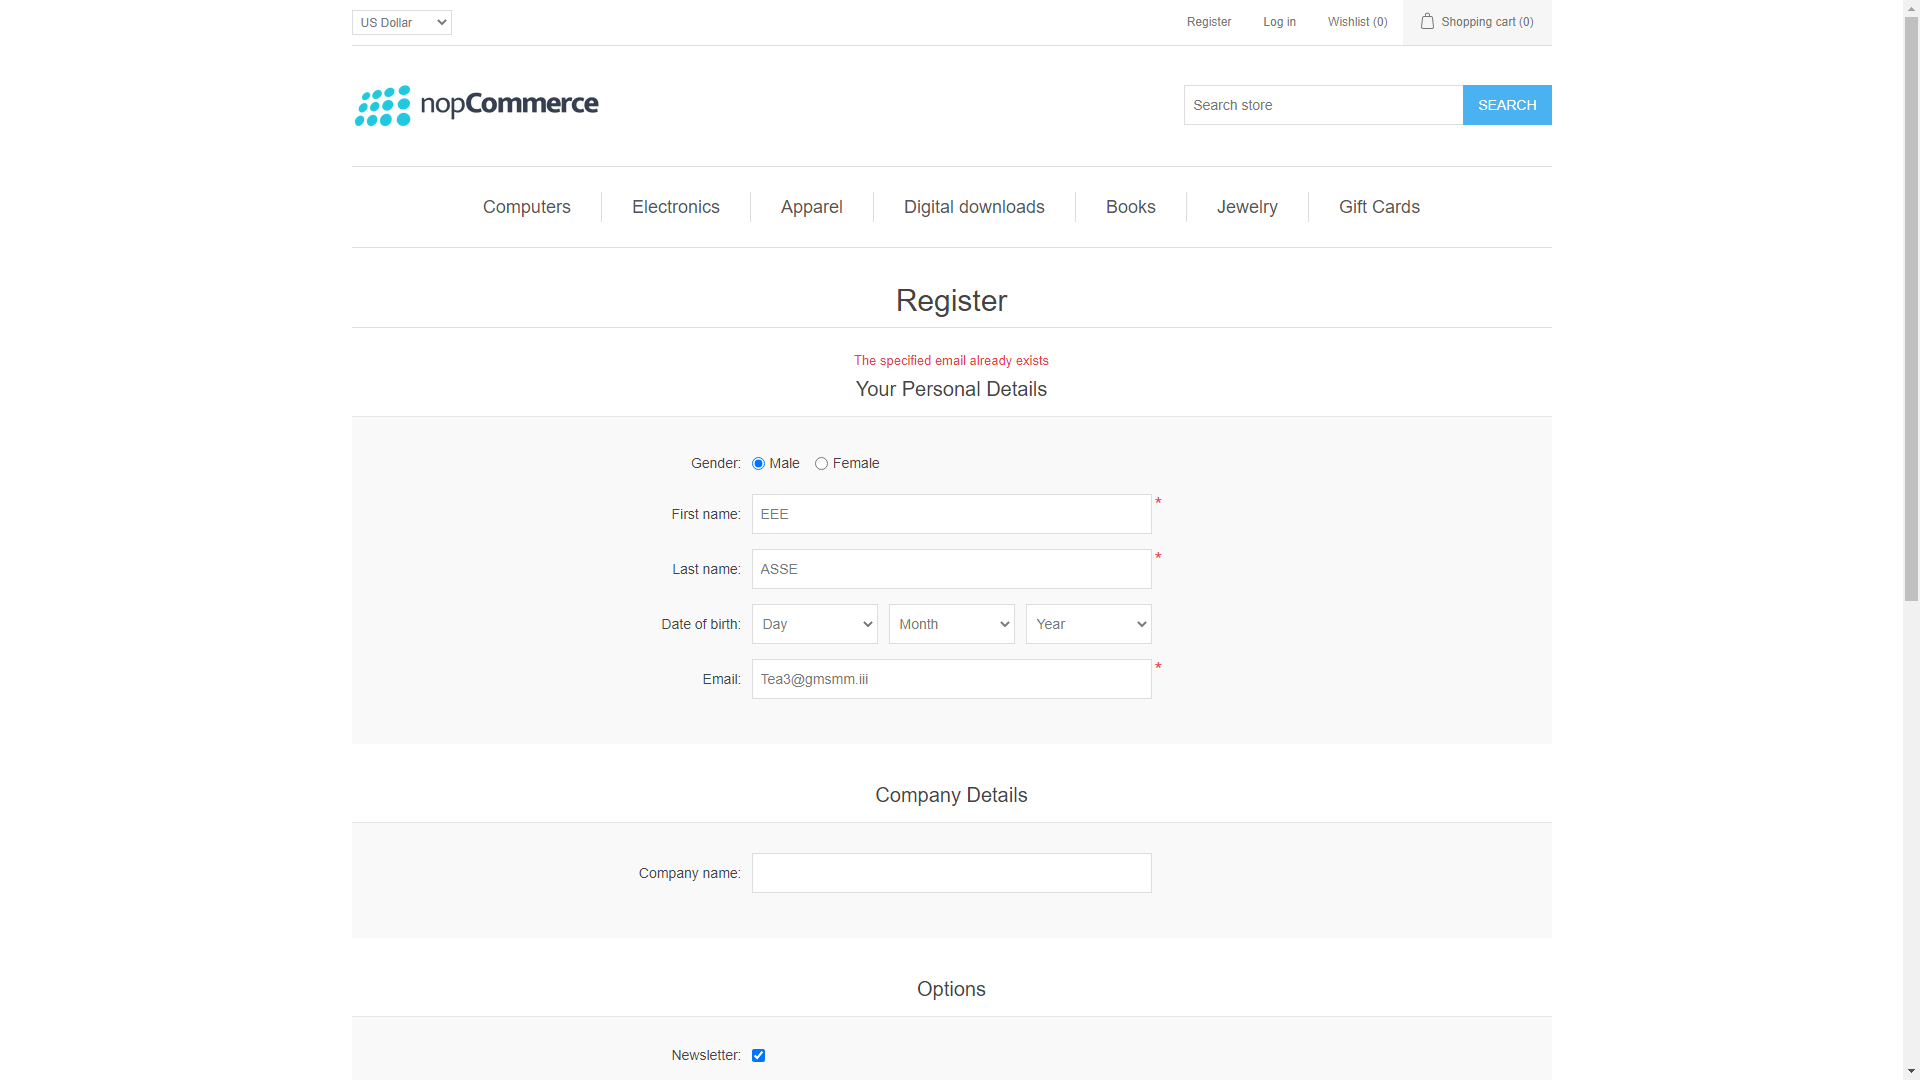 US Dollar
Register Log in Wishlist (0) Shopping cart (0)
nopCommerce
Search store SEARCH
Computers Electronics Apparel Digital downloads Books Jewelry Gift Cards
Register
The specified email already exists
Your Personal Details
Gender: Male Female
First name: EEE *
Last name: ASSE *
Date of birth: Day Month Year
Email: Tea3@gmsmm.iii *
Company Details
Company name:
Options
Newsletter: